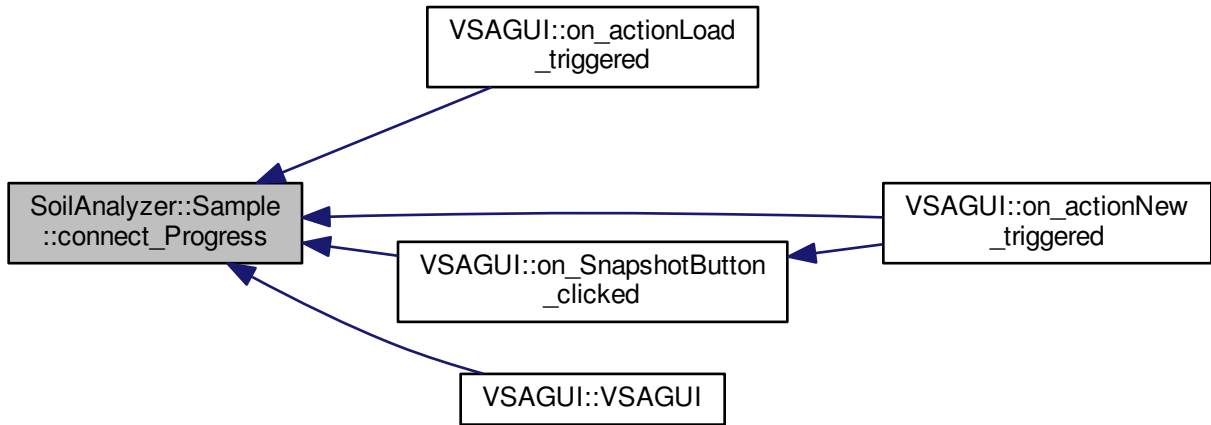 VSAGUI::on_actionLoad
_triggered
SoilAnalyzer::Sample
::connect_Progress
VSAGUI::on_actionNew
_triggered
VSAGUI::on_SnapshotButton
_clicked
VSAGUI::VSAGUI